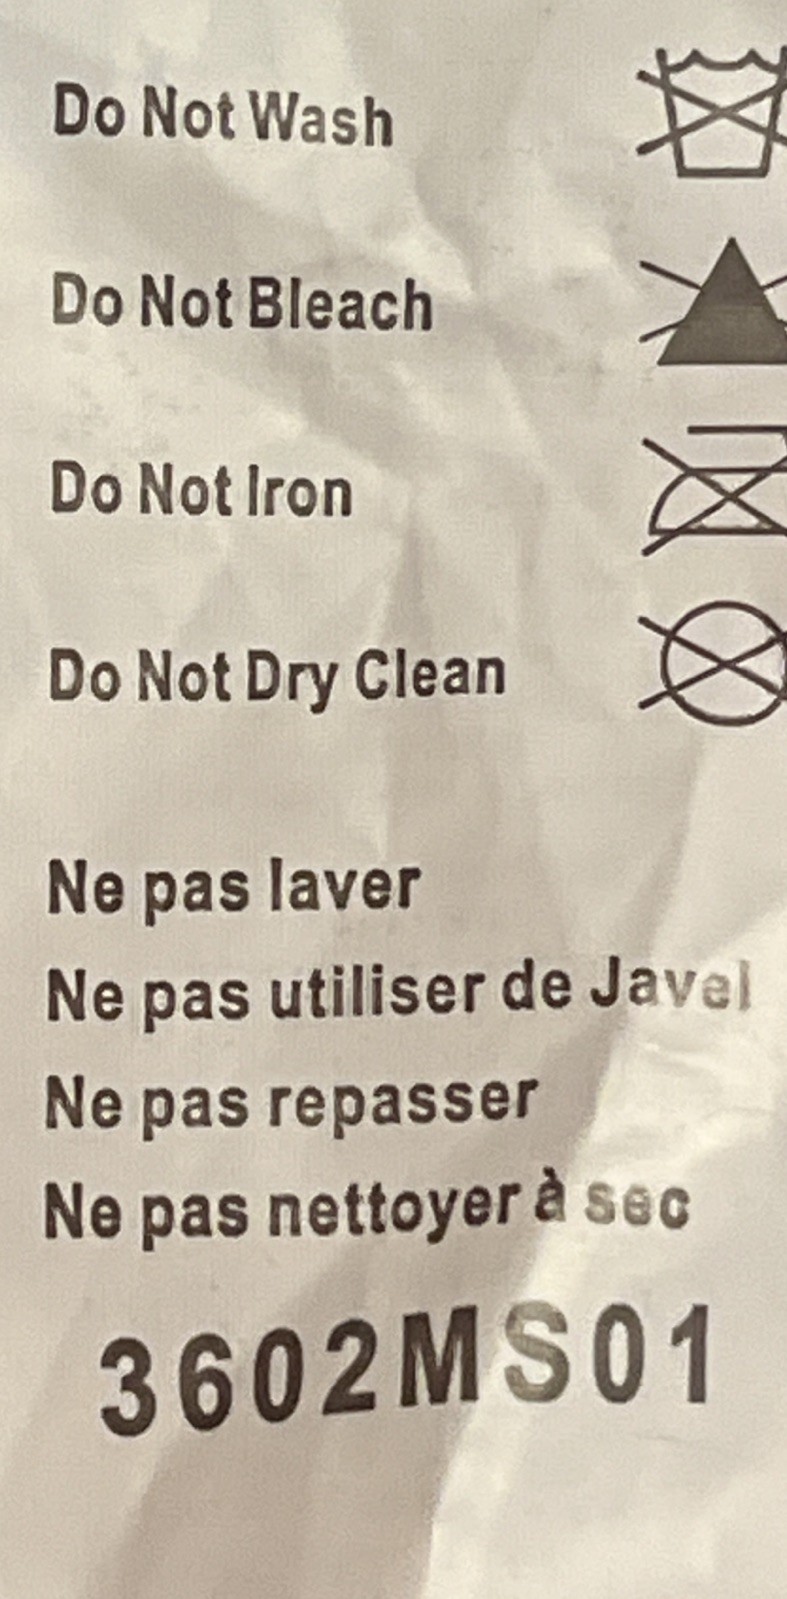 Do Not Wash
Do Not Bleach
Do Not Iron
Do Not Dry Clean
Ne pas laver
Ne pas utiliser de Javel
Ne pas repasser
Ne pas nettoyer à sec
3602MS01